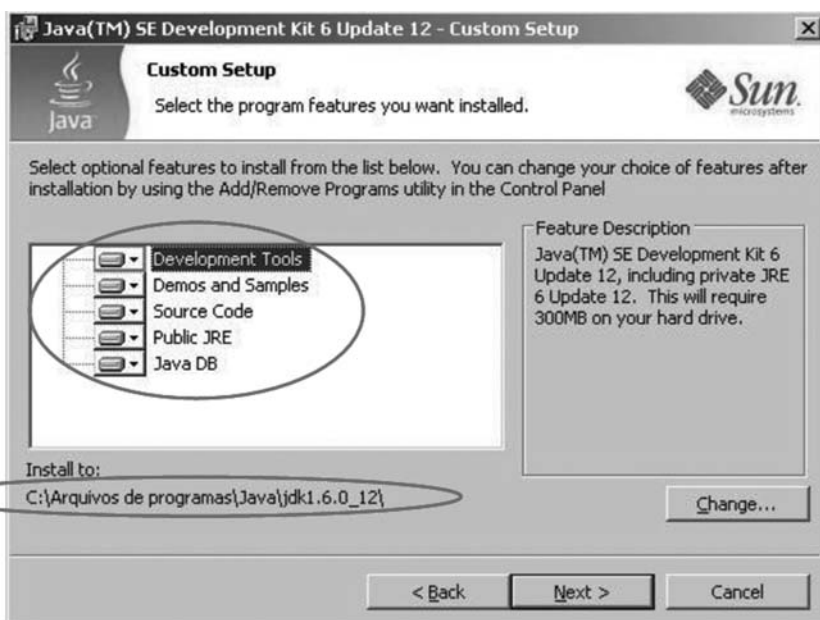 Java(TM) SE Development Kit 6 Update 12 - Custom Setup
Java
Custom Setup
Select the program features you want installed.
Sun
microsystems
Select optional features to install from the list below. You can change your choice of features after
installation by using the Add/Remove Programs utility in the Control Panel
Development Tools
Demos and Samples
Source Code
Public JRE
Java DB
Feature Description
Java(TM) SE Development Kit 6
Update 12, including private JRE
6 Update 12. This will require
300MB on your hard drive.
Install to:
C:\Arquivos de programas\Java\jdk1.6.0_12\
Change...
< Back
Next >
Cancel